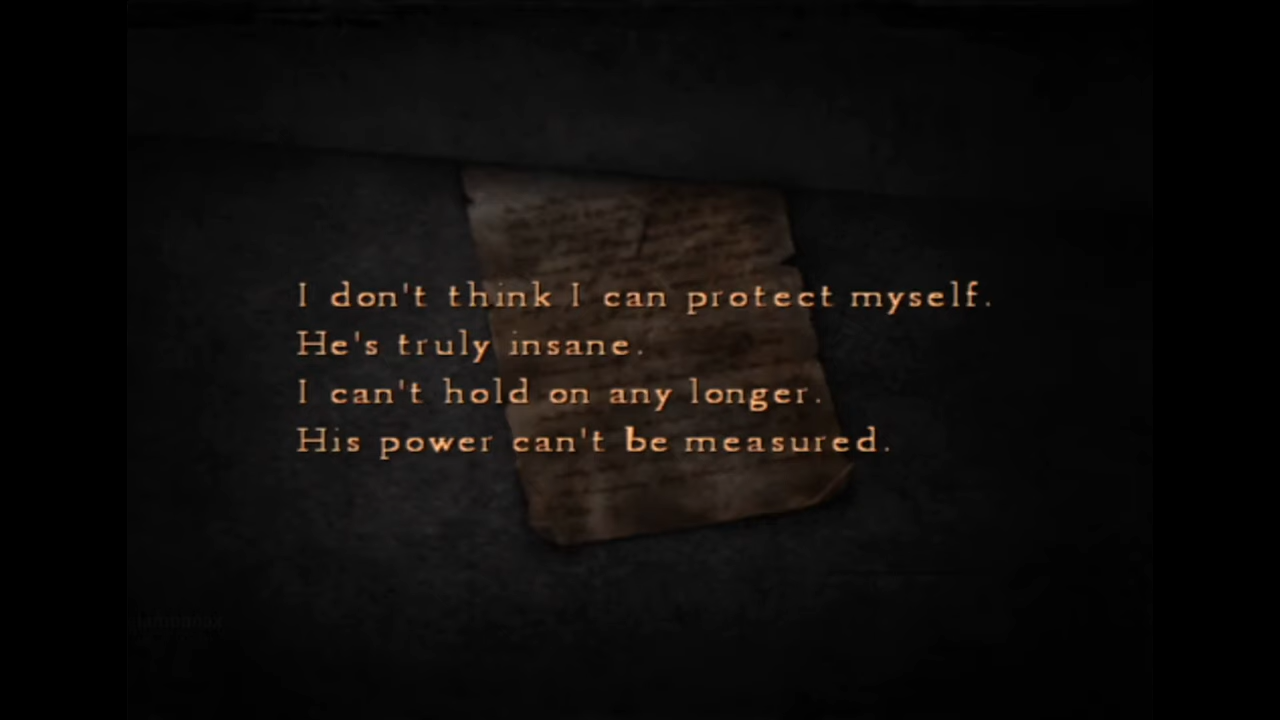 I don't think I can protect myself.
He's truly insane.
I can't hold on any longer.
His power can't be measured.